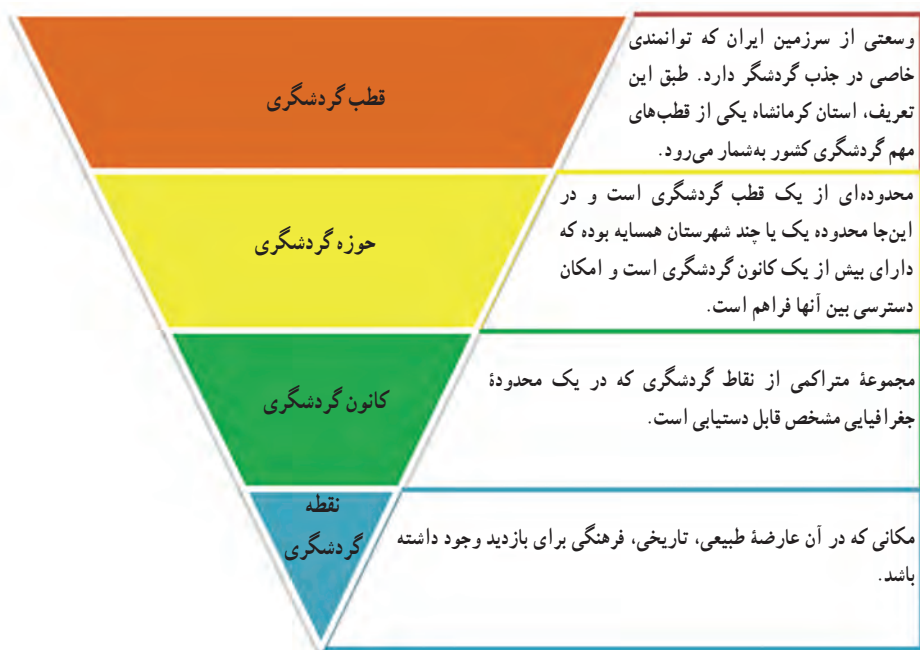 قطب گردشگری
وسعتی از سرزمین ایران که توانمندی
خاصی در جذب گردشگر دارد. طبق این
تعریف، استان کرمانشاه یکی از قطب‌های
مهم گردشگری کشور به‌شمار می‌رود.
حوزه گردشگری
محدوده‌ای از یک قطب گردشگری است و در
این‌جا محدوده یک یا چند شهرستان همسایه بوده که
دارای بیش از یک کانون گردشگری است و امکان
دسترسی بین آنها فراهم است.
کانون گردشگری
مجموعهٔ متراکمی از نقاط گردشگری که در یک محدودهٔ
جغرافیایی مشخص قابل دستیابی است.
نقطه
گردشگری
مکانی که در آن عارضهٔ طبیعی، تاریخی، فرهنگی برای بازدید وجود داشته
باشد.